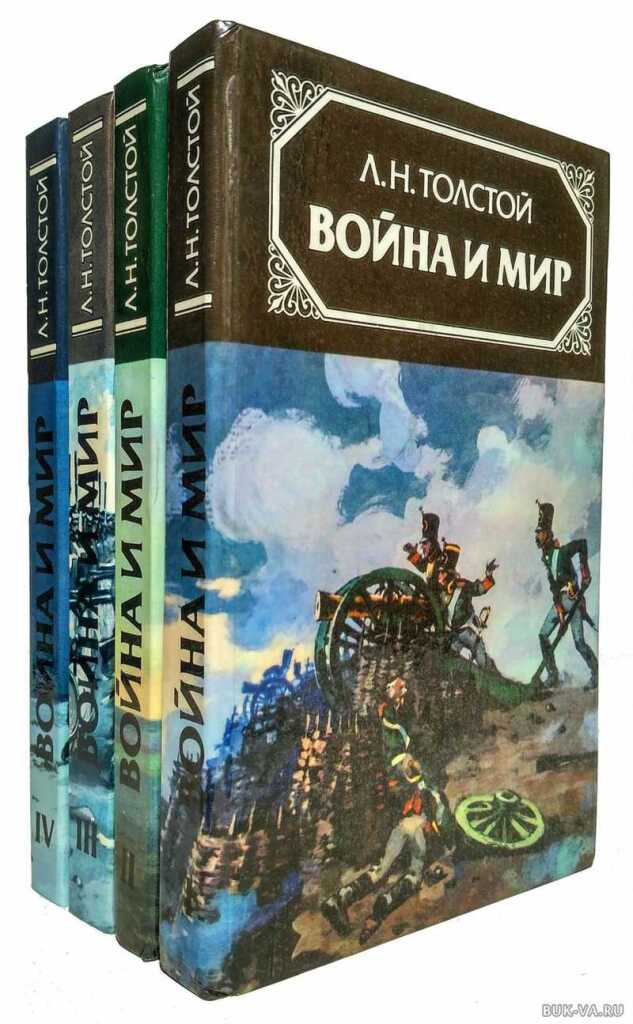 Л.Н. ТОЛСТОЙ
ВОЙНА И МИР
Л.Н. ТОЛСТОЙ
ВОЙНА И МИР
Л.Н. ТОЛСТОЙ
ВОЙНА И МИР
II
Л.Н. ТОЛСТОЙ
ВОЙНА И МИР
III
Л.Н. ТОЛСТОЙ
ВОЙНА И МИР
IV
BUK-VA.RU